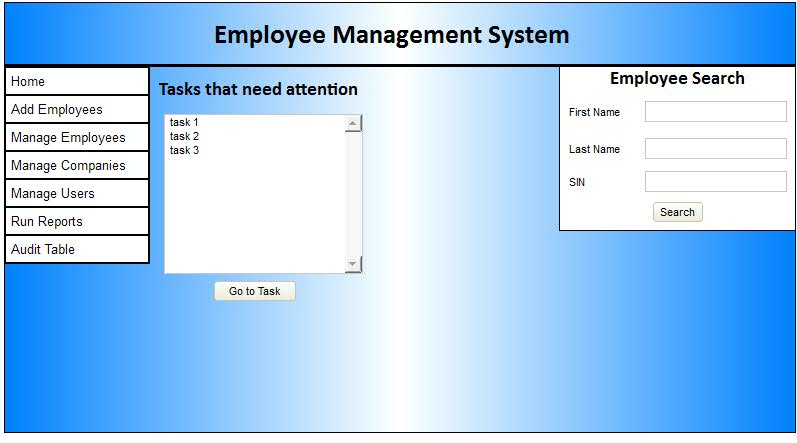 Employee Management System
Home
Add Employees
Manage Employees
Manage Companies
Manage Users
Run Reports
Audit Table
Tasks that need attention
task 1
task 2
task 3
Go to Task
Employee Search
First Name
Last Name
SIN
Search